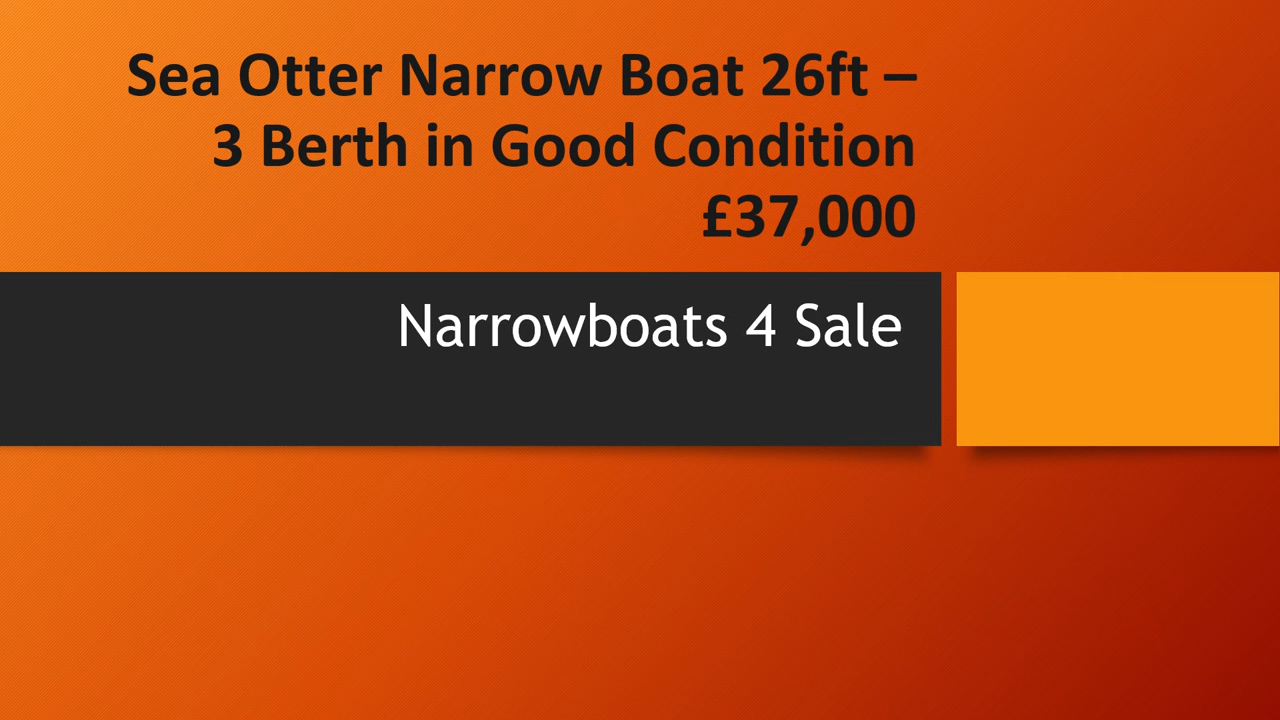 Sea Otter Narrow Boat 26ft –
3 Berth in Good Condition
£37,000
Narrowboats 4 Sale